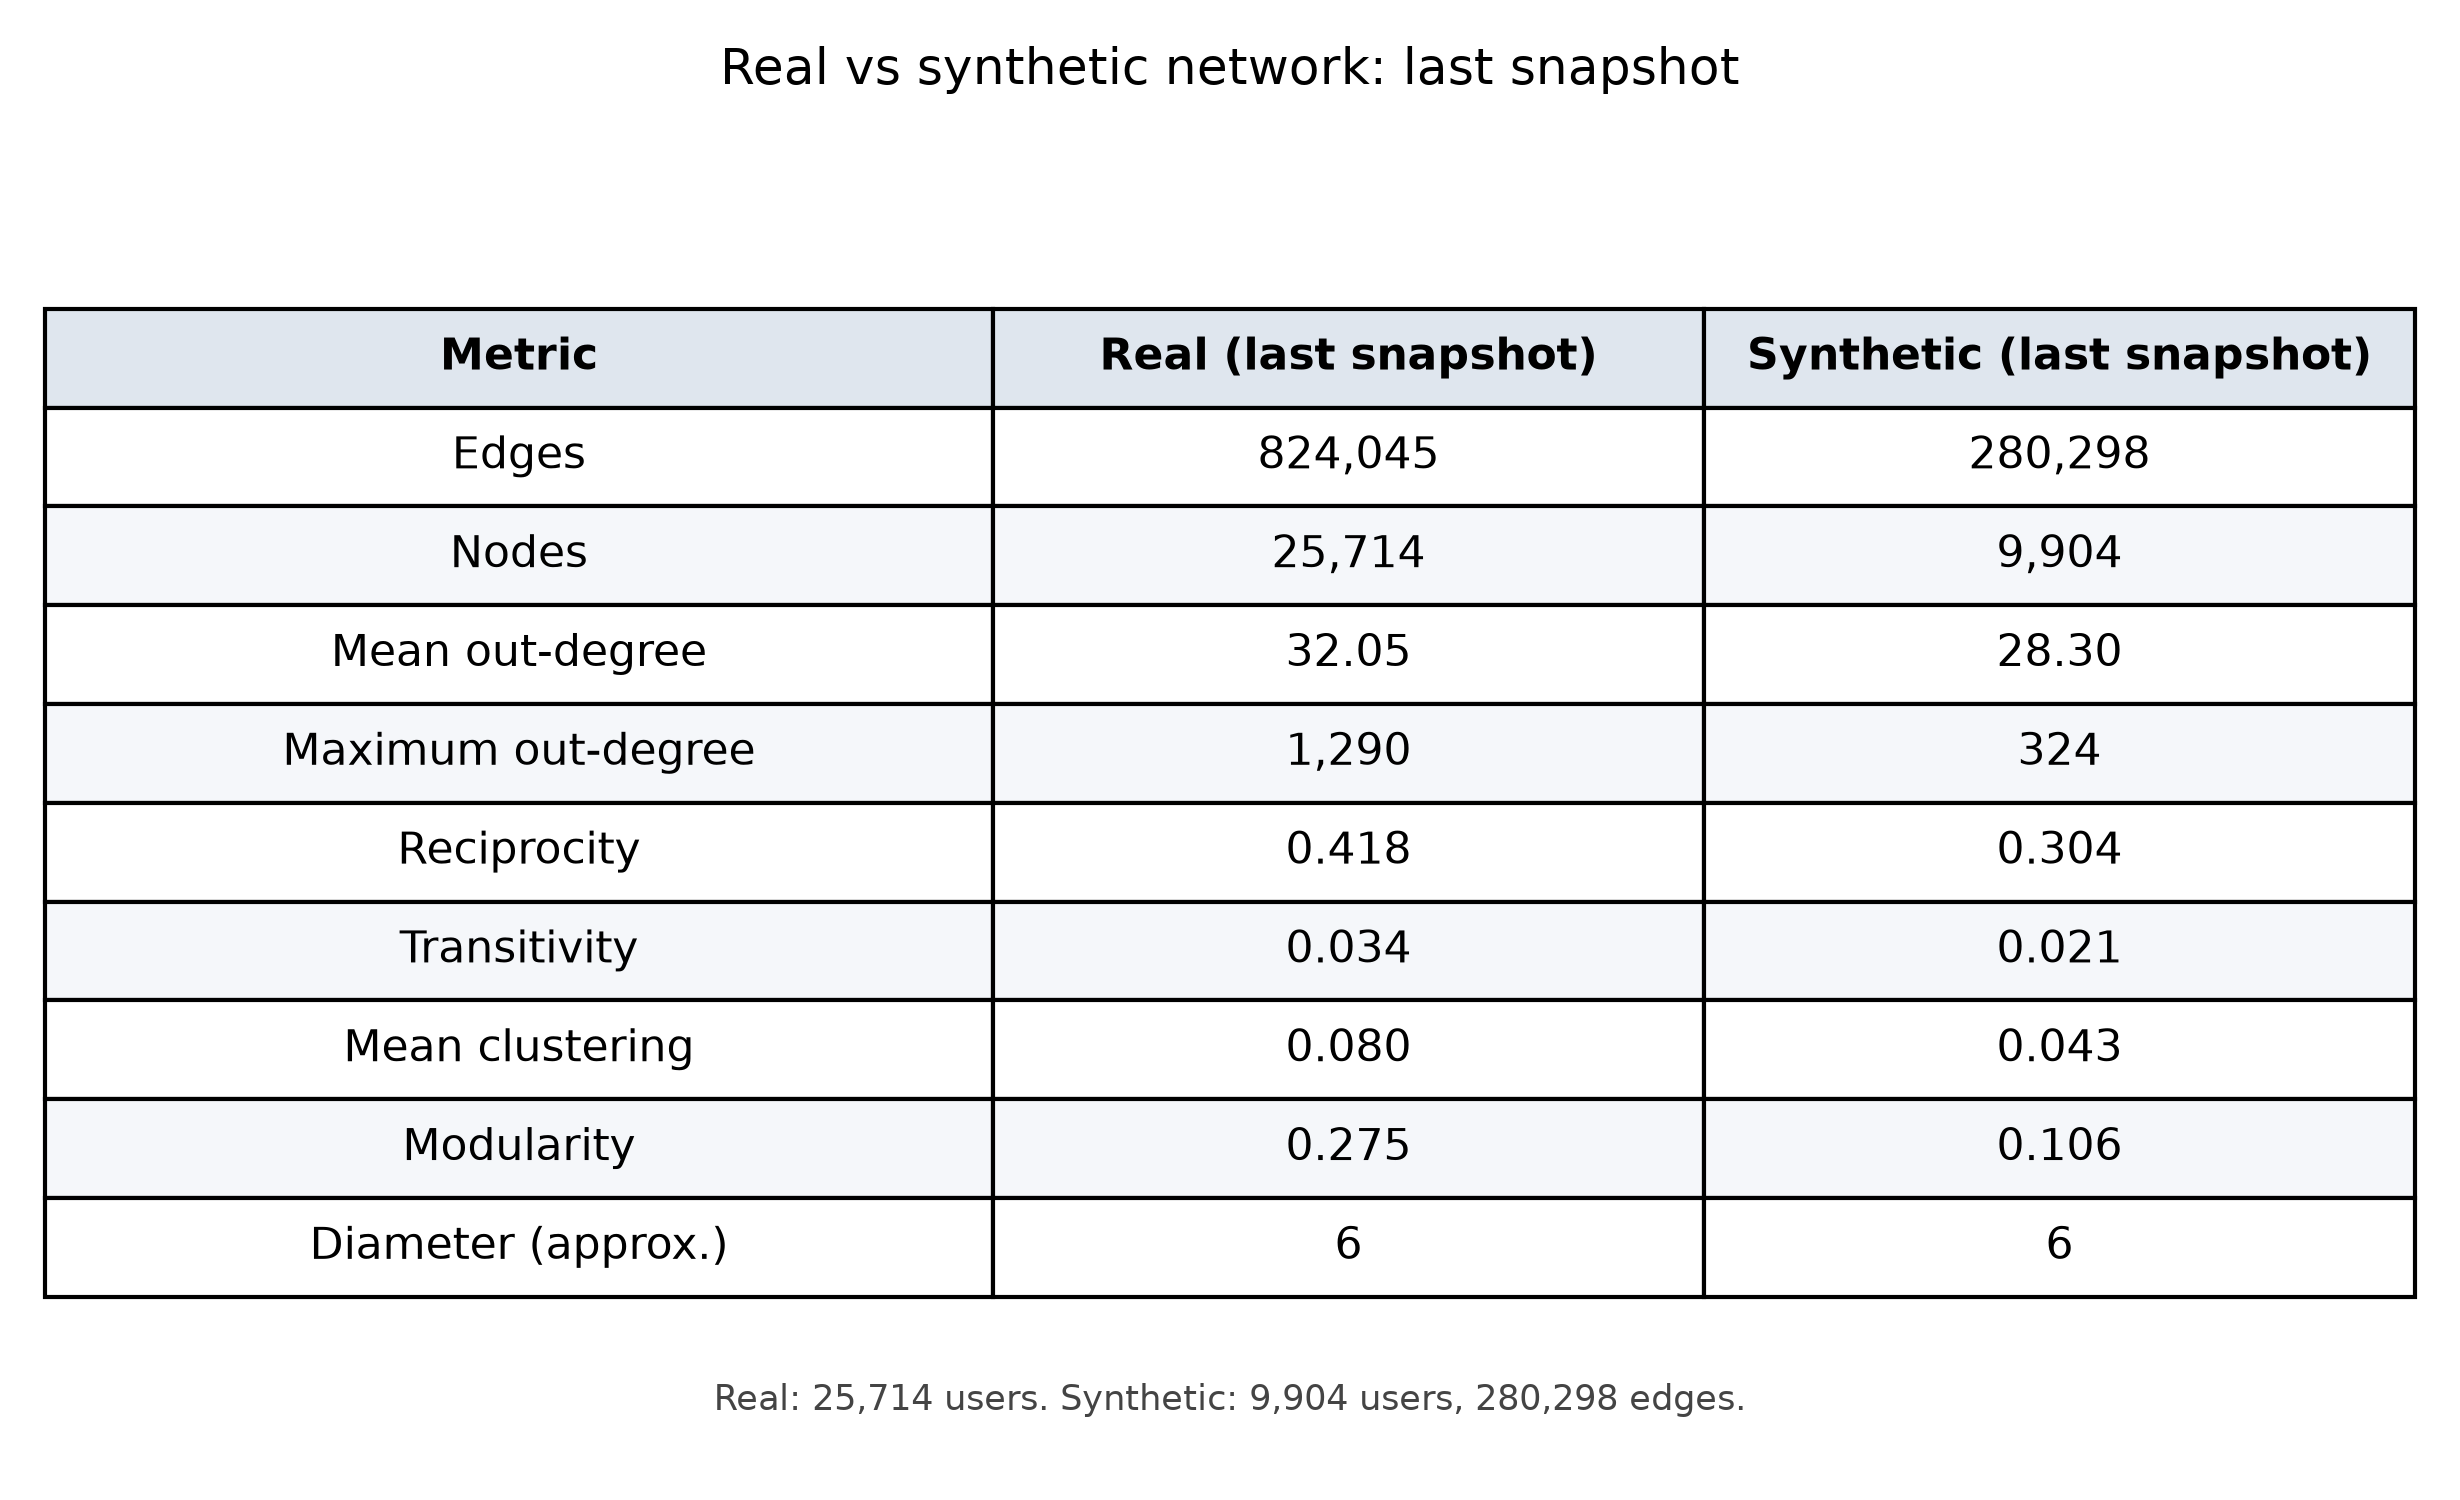 Real vs synthetic network: last snapshot
Metric Real (last snapshot) Synthetic (last snapshot)
Edges 824,045 280,298
Nodes 25,714 9,904
Mean out-degree 32.05 28.30
Maximum out-degree 1,290 324
Reciprocity 0.418 0.304
Transitivity 0.034 0.021
Mean clustering 0.080 0.043
Modularity 0.275 0.106
Diameter (approx.) 6 6
Real: 25,714 users. Synthetic: 9,904 users, 280,298 edges.